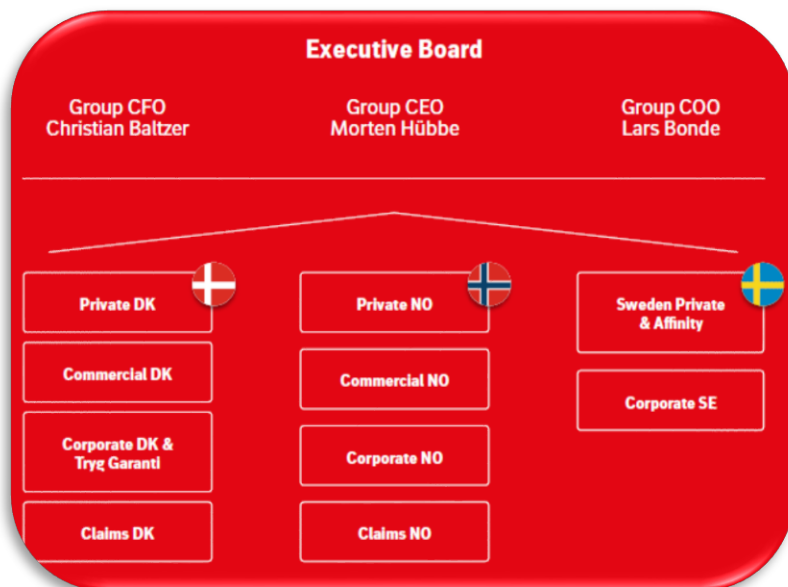 Executive Board
Group CFO
Christian Baltzer
Group CEO
Morten Hübbe
Group COO
Lars Bonde
Private DK
Commercial DK
Corporate DK &
Tryg Garanti
Claims DK
Private NO
Commercial NO
Corporate NO
Claims NO
Sweden Private
& Affinity
Corporate SE